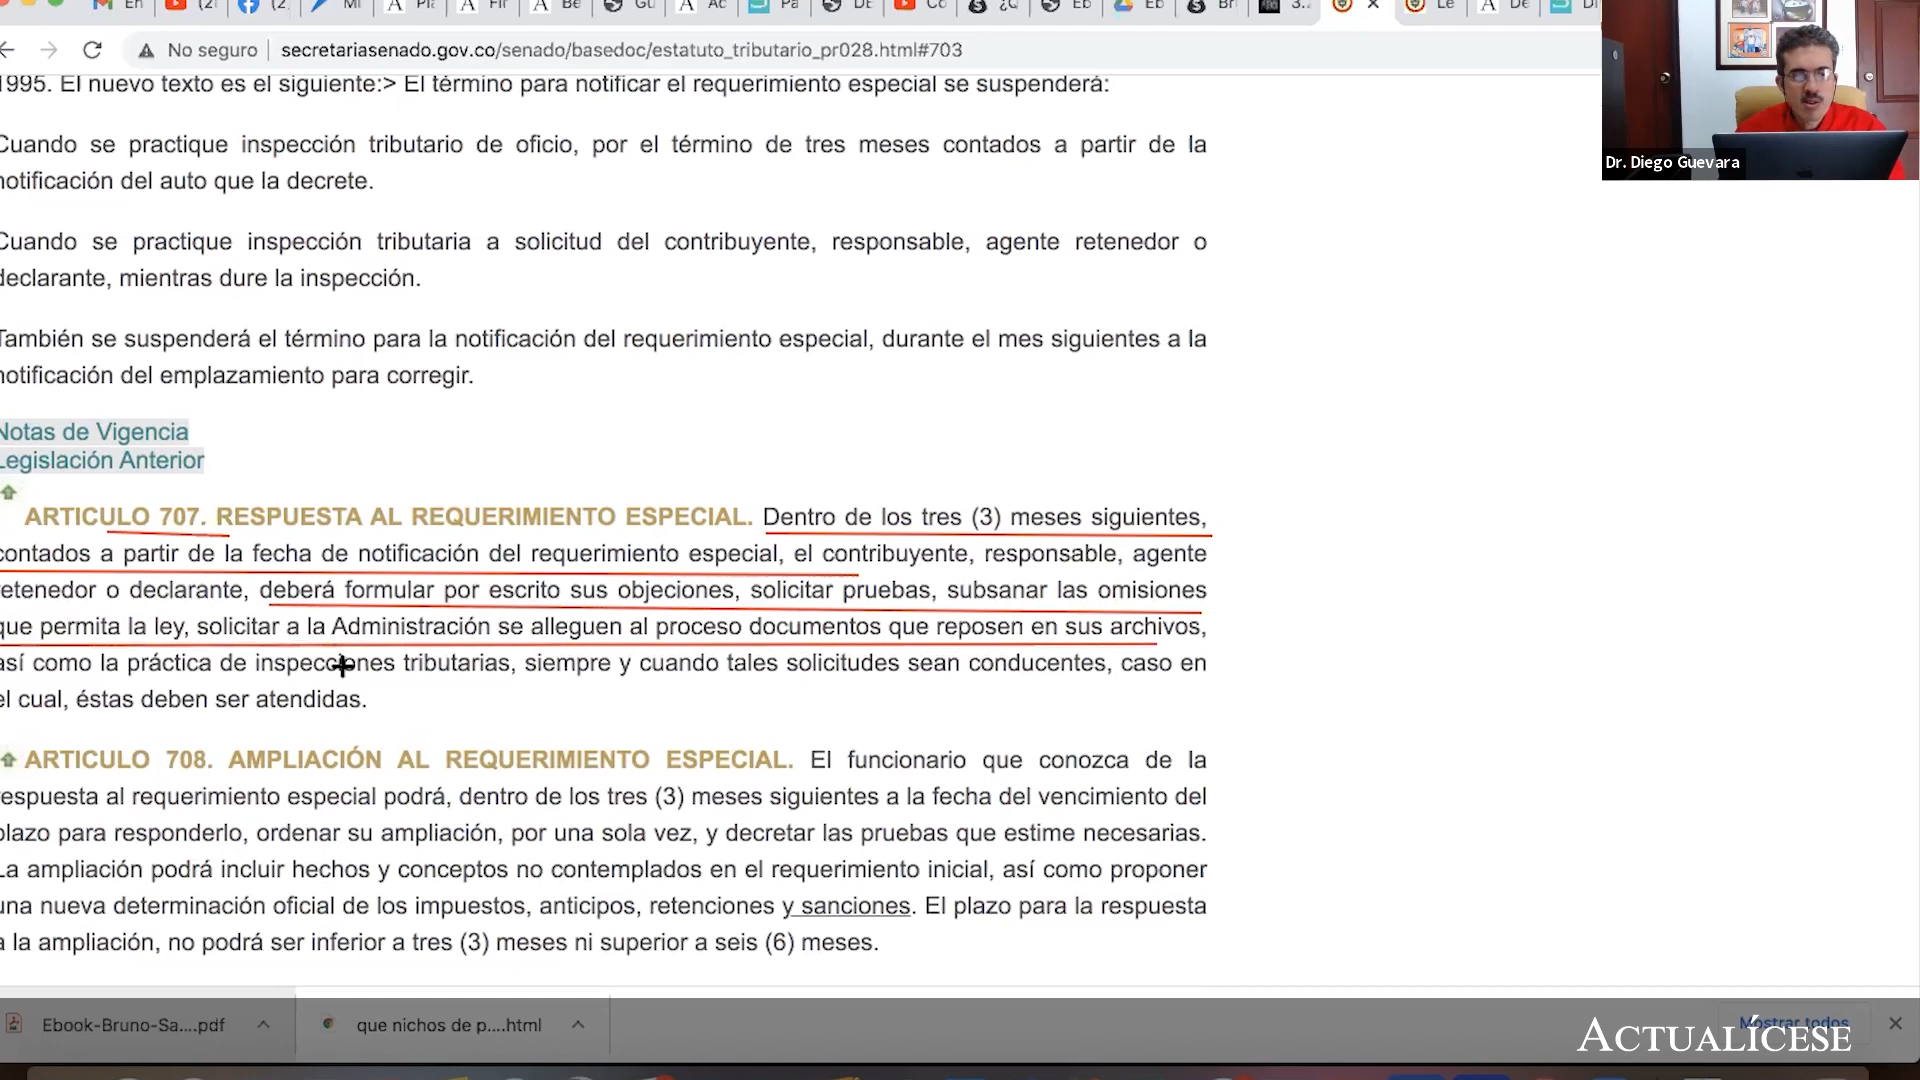 No seguro
secretariasenado.gov.co/senado/basedoc/estatuto_tributario_pr028.html#703
Dr. Diego Guevara
1995. El nuevo texto es el siguiente:> El término para notificar el requerimiento especial se suspenderá:
Cuando se practique inspección tributario de oficio, por el término de tres meses contados a partir de la
notificación del auto que la decrete.
Cuando se practique inspección tributaria a solicitud del contribuyente, responsable, agente retenedor o
declarante, mientras dure la inspección.
También se suspenderá el término para la notificación del requerimiento especial, durante el mes siguientes a la
notificación del emplazamiento para corregir.
Notas de Vigencia
Legislación Anterior
ARTICULO 707. RESPUESTA AL REQUERIMIENTO ESPECIAL. Dentro de los tres (3) meses siguientes,
contados a partir de la fecha de notificación del requerimiento especial, el contribuyente, responsable, agente
retenedor o declarante, deberá formular por escrito sus objeciones, solicitar pruebas, subsanar las omisiones
que permita la ley, solicitar a la Administración se alleguen al proceso documentos que reposen en sus archivos,
así como la práctica de inspecciones tributarias, siempre y cuando tales solicitudes sean conducentes, caso en
el cual, éstas deben ser atendidas.
ARTICULO 708. AMPLIACIÓN AL REQUERIMIENTO ESPECIAL. El funcionario que conozca de la
respuesta al requerimiento especial podrá, dentro de los tres (3) meses siguientes a la fecha del vencimiento del
plazo para responderlo, ordenar su ampliación, por una sola vez, y decretar las pruebas que estime necesarias.
La ampliación podrá incluir hechos y conceptos no contemplados en el requerimiento inicial, así como proponer
una nueva determinación oficial de los impuestos, anticipos, retenciones y sanciones. El plazo para la respuesta
a la ampliación, no podrá ser inferior a tres (3) meses ni superior a seis (6) meses.
Ebook-Bruno-Sa....pdf
que nichos de p....html
Mostrar todos
ACTUALÍCESE